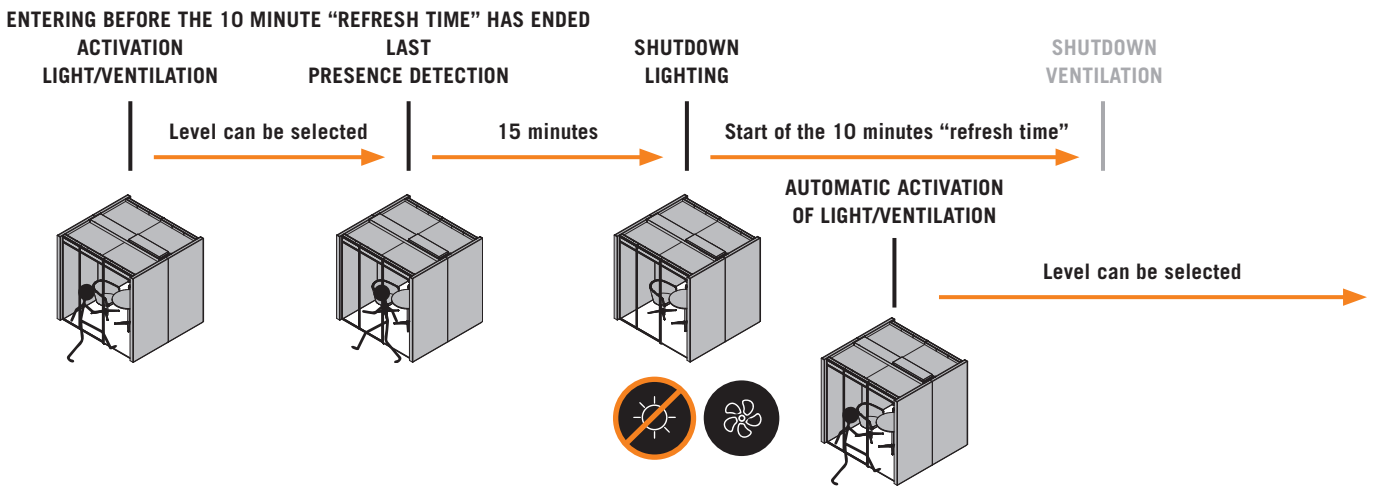 ENTERING BEFORE THE 10 MINUTE “REFRESH TIME” HAS ENDED
ACTIVATION
LIGHT/VENTILATION
LAST
PRESENCE DETECTION
SHUTDOWN
LIGHTING
SHUTDOWN
VENTILATION
Level can be selected
15 minutes
Start of the 10 minutes “refresh time”
AUTOMATIC ACTIVATION
OF LIGHT/VENTILATION
Level can be selected